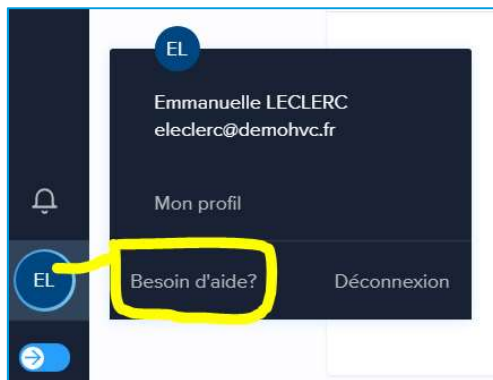 EL
Emmanuelle LECLERC
eleclerc@demohvc.fr
Mon profil
EL
Besoin d'aide?
Déconnexion